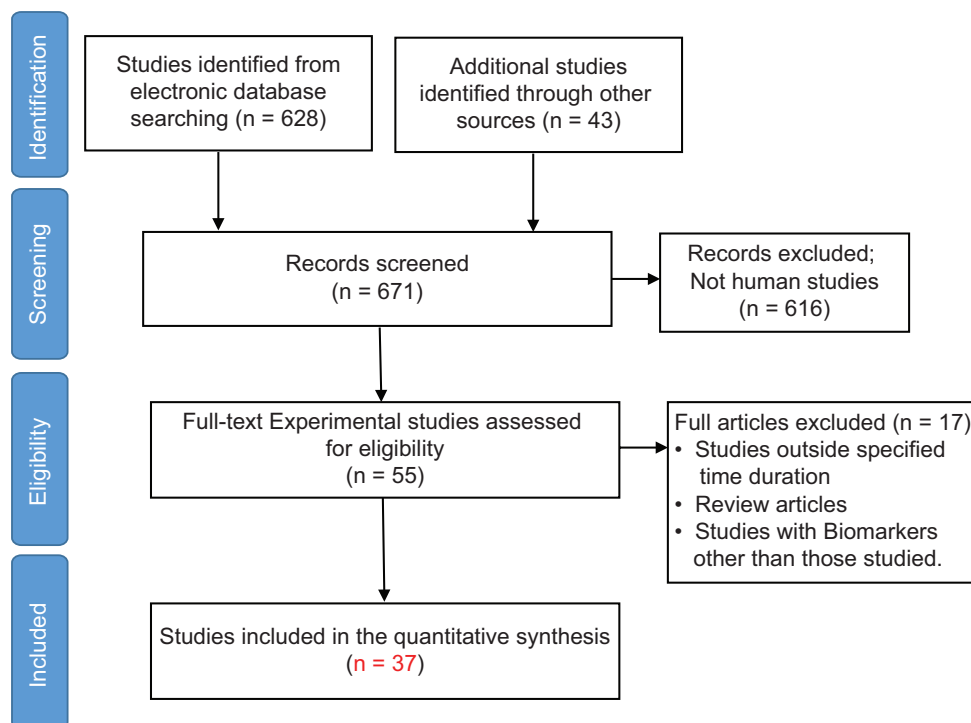 Identification
Studies identified from
electronic database
searching (n = 628)
Additional studies
identified through other
sources (n = 43)
Screening
Records screened
(n = 671)
Records excluded;
Not human studies
(n = 616)
Eligibility
Full-text Experimental studies assessed
for eligibility
(n = 55)
Full articles excluded (n = 17)
• Studies outside specified
time duration
• Review articles
• Studies with Biomarkers
other than those studied.
Included
Studies included in the quantitative synthesis
(n = 37)